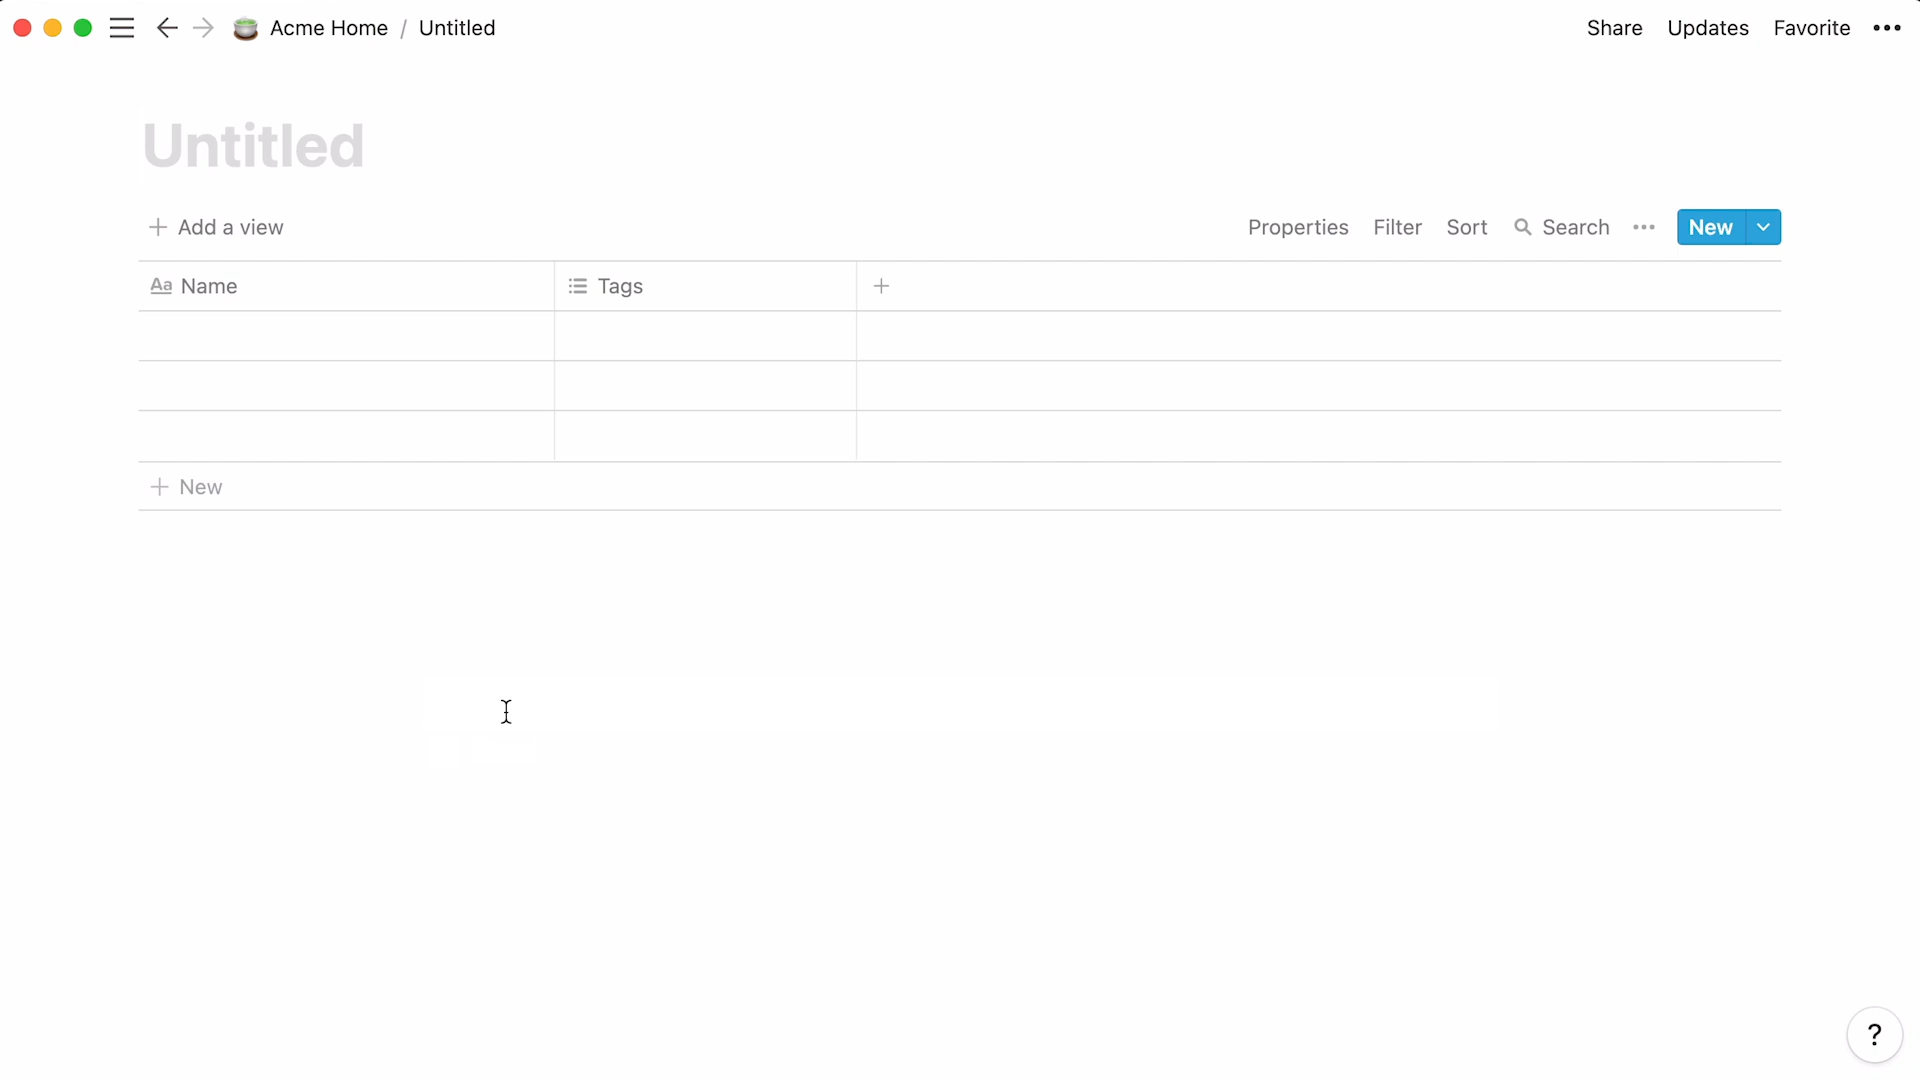 Acme Home / Untitled
Share Updates Favorite •••
Untitled
+ Add a view
Properties Filter Sort Search ••• New
Aa Name
Tags
+
+ New
?